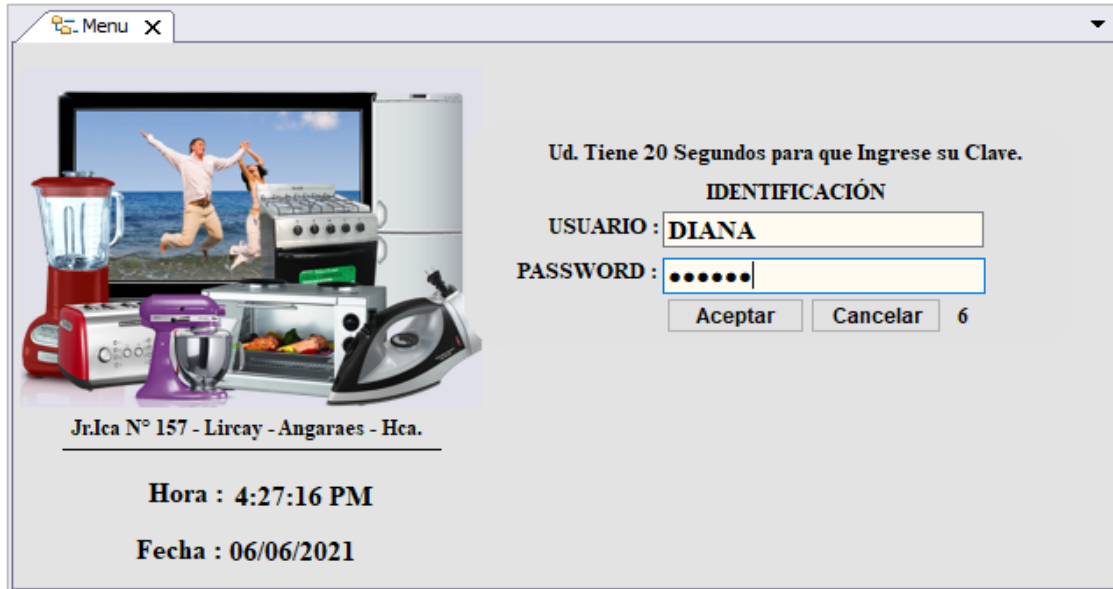 Menu
Ud. Tiene 20 Segundos para que Ingrese su Clave.
IDENTIFICACIÓN
USUARIO : DIANA
PASSWORD : ●●●●●●
Aceptar Cancelar 6
Jr.Ica N° 157 - Lircay - Angaraes - Hca.
Hora : 4:27:16 PM
Fecha : 06/06/2021